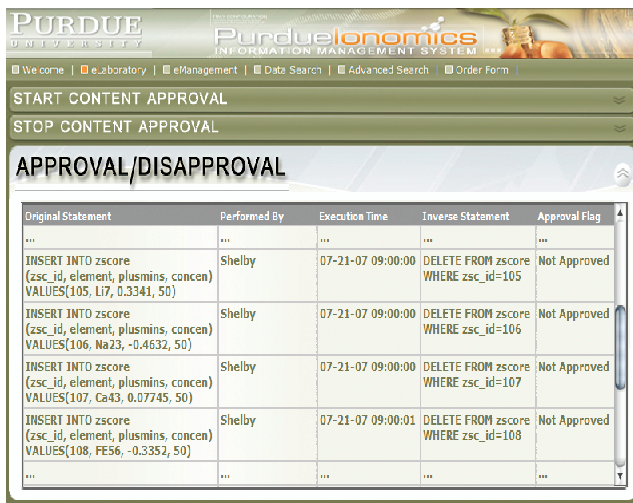 PURDUE
UNIVERSITY
PurdueIonomics
INFORMATION MANAGEMENT SYSTEM
Welcome | eLaboratory | eManagement | Data Search | Advanced Search | Order Form
START CONTENT APPROVAL
STOP CONTENT APPROVAL
APPROVAL/DISAPPROVAL
Original Statement Performed By Execution Time Inverse Statement Approval Flag
... ... ... ... ...
INSERT INTO zscore Shelby 07-21-07 09:00:00 DELETE FROM zscore Not Approved
(zsc_id, element, plusmins, concen) WHERE zsc_id=105
VALUES(105, Li7, 0.3341, 50)
INSERT INTO zscore Shelby 07-21-07 09:00:00 DELETE FROM zscore Not Approved
(zsc_id, element, plusmins, concen) WHERE zsc_id=106
VALUES(106, Na23, -0.4632, 50)
INSERT INTO zscore Shelby 07-21-07 09:00:00 DELETE FROM zscore Not Approved
(zsc_id, element, plusmins, concen) WHERE zsc_id=107
VALUES(107, Ca43, 0.07745, 50)
INSERT INTO zscore Shelby 07-21-07 09:00:01 DELETE FROM zscore Not Approved
(zsc_id, element, plusmins, concen) WHERE zsc_id=108
VALUES(108, FE56, -0.3352, 50)
... ... ... ... ...